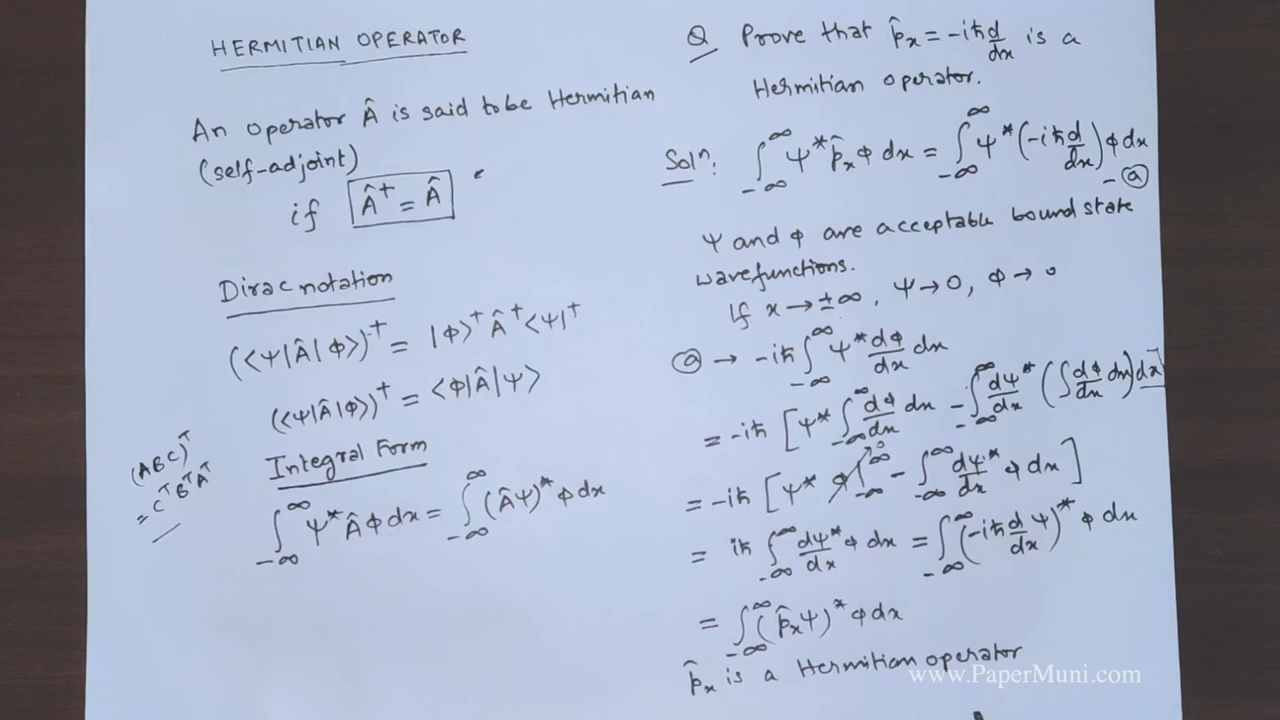 HERMITIAN OPERATOR
An operator Â is said to be Hermitian
(self-adjoint)
if Â† = Â
Dirac notation
(<ψ|Â|ϕ>)† = |ϕ>† Â† <ψ|†
(<ψ|Â|ϕ>)† = <ϕ|Â|ψ>
(ABC)ᵀ
= CᵀBᵀAᵀ
Integral Form
∫_{-∞}^{∞} ψ* Â ϕ dx = ∫_{-∞}^{∞} (Âψ)* ϕ dx
Q Prove that p̂ₓ = -iħ d/dx is a
Hermitian operator.
Solⁿ: ∫_{-∞}^{∞} ψ* p̂ₓ ϕ dx = ∫_{-∞}^{∞} ψ* (-iħ d/dx) ϕ dx
- ⓐ
ψ and ϕ are acceptable bound state
wavefunctions.
If x → ±∞, ψ → 0, ϕ → 0
ⓐ → -iħ ∫_{-∞}^{∞} ψ* dϕ/dx dx
= -iħ [ψ* ∫_{-∞}^{∞} dϕ/dx dx - ∫_{-∞}^{∞} dψ*/dx (∫ dϕ/dx dx) dx]
= -iħ [ψ* ϕ|_{-∞}^{∞} → 0 - ∫_{-∞}^{∞} dψ*/dx ϕ dx]
= iħ ∫_{-∞}^{∞} dψ*/dx ϕ dx = ∫_{-∞}^{∞} (-iħ d/dx ψ)* ϕ dx
= ∫_{-∞}^{∞} (p̂ₓψ)* ϕ dx
p̂ₓ is a Hermitian operator
www.PaperMuni.com